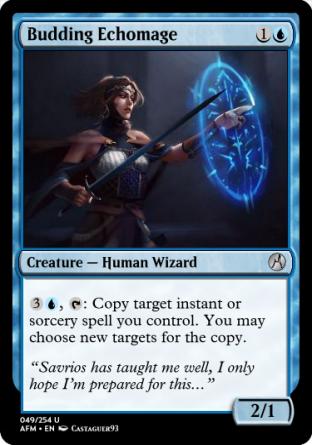 Budding Echomage 1
Creature — Human Wizard
3, : Copy target instant or
sorcery spell you control. You may
choose new targets for the copy.
“Savrios has taught me well, I only
hope I’m prepared for this…”
2/1
049/254 U
AFM • EN Castaguer93